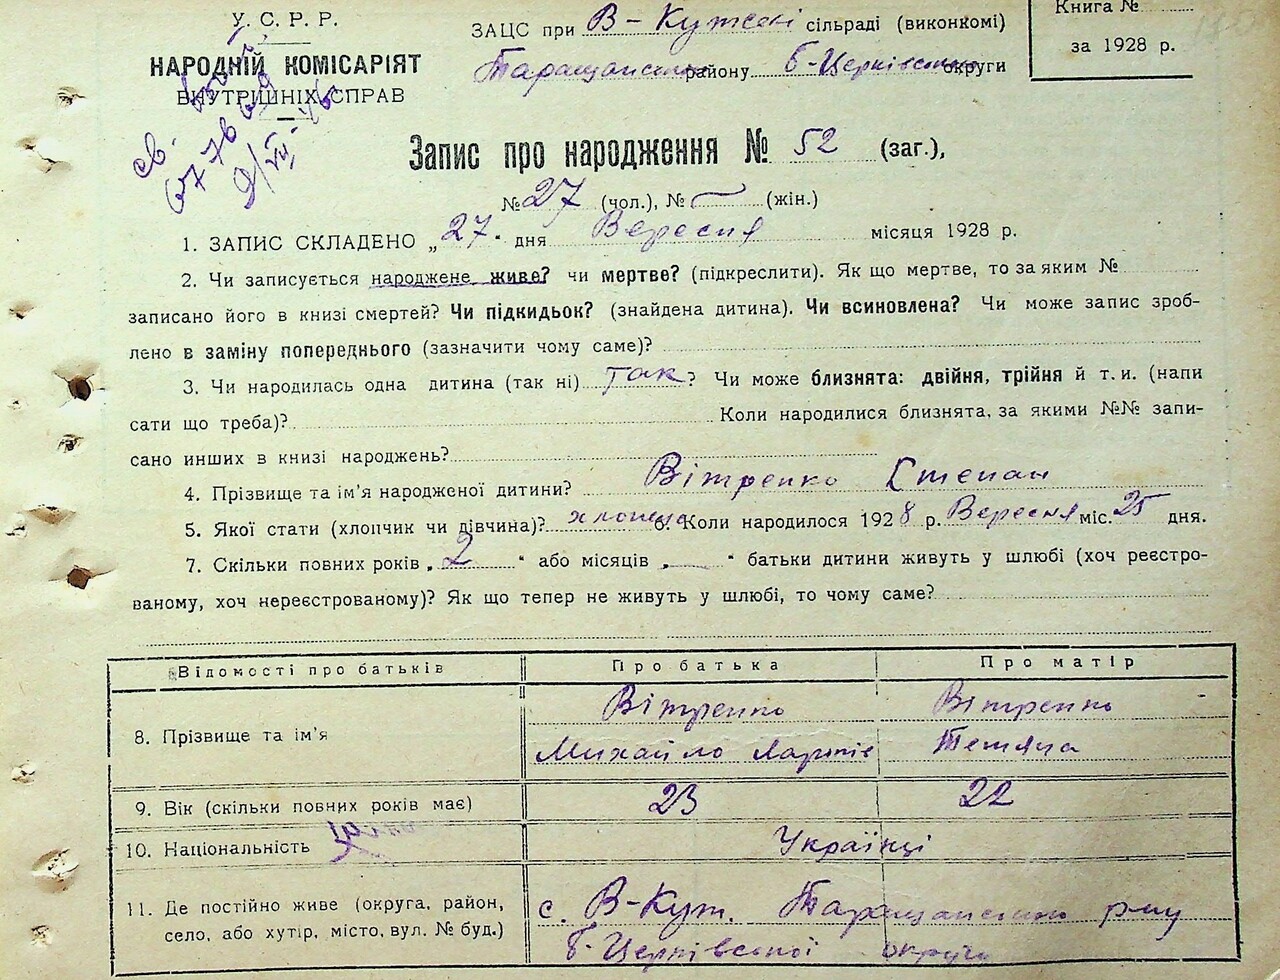 У. С. Р. Р.
НАРОДНІЙ КОМІСАРІЯТ
ВНУТРІШНІХ СПРАВ
св.
9/VII-46
ЗАЦС при В-Кужені сільраді (виконкомі)
Таращанського району Б-Церківської округи
Книга №
за 1928 р.
Запис про народження № 52 (заг.),
№ 27 (чол.), № — (жін.)
1. ЗАПИС СКЛАДЕНО „27" дня Вересня місяця 1928 р.
2. Чи записується народжене живе? чи мертве? (підкреслити). Як що мертве, то за яким №
записано його в книзі смертей? Чи підкидьок? (знайдена дитина). Чи всиновлена? Чи може запис зроб-
лено в заміну попереднього (зазначити чому саме)?
3. Чи народилась одна дитина (так ні) так? Чи може близнята: двійня, трійня й т. и. (напи
сати що треба)? Коли народилися близнята, за якими №№ запи-
сано инших в книзі народжень?
4. Прізвище та ім'я народженої дитини? Вітренко Степан
5. Якої стати (хлопчик чи дівчина)? хлопець 6. Коли народилося 1928 р. Вересня міс. 25 дня.
7. Скільки повних років „2" або місяців „—" батьки дитини живуть у шлюбі (хоч реєстро-
ваному, хоч нереєстрованому)? Як що тепер не живуть у шлюбі, то чому саме?
Відомості про батьків Про батька Про матір
8. Прізвище та ім'я Вітренко Михайло Вітренко Тетяна
9. Вік (скільки повних років має) 23 22
10. Національність Українці
11. Де постійно живе (округа, район,
село, або хутір, місто, вул. № буд.) с. В-Куж. Таращанського р-ну
Б-Церківської округи